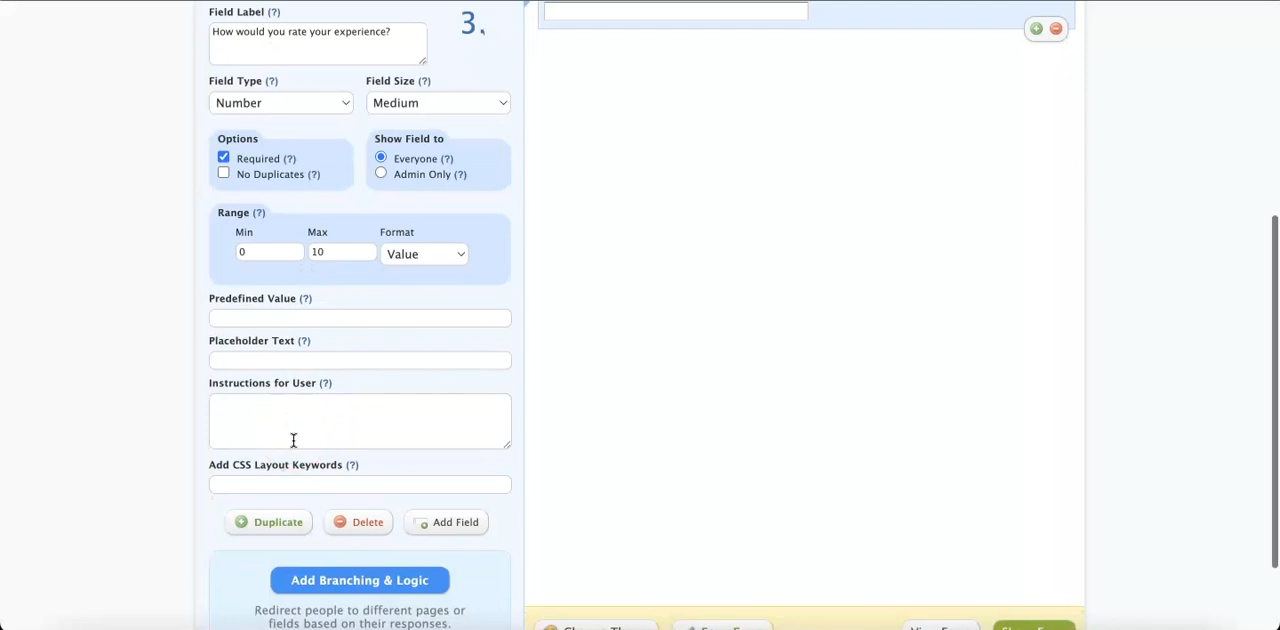 Field Label (?)
3.
How would you rate your experience?
Field Type (?) Field Size (?)
Number Medium
Options Show Field to
Required (?) Everyone (?)
No Duplicates (?) Admin Only (?)
Range (?)
Min Max Format
0 10 Value
Predefined Value (?)
Placeholder Text (?)
Instructions for User (?)
Add CSS Layout Keywords (?)
Duplicate Delete Add Field
Add Branching & Logic
Redirect people to different pages or
fields based on their responses.